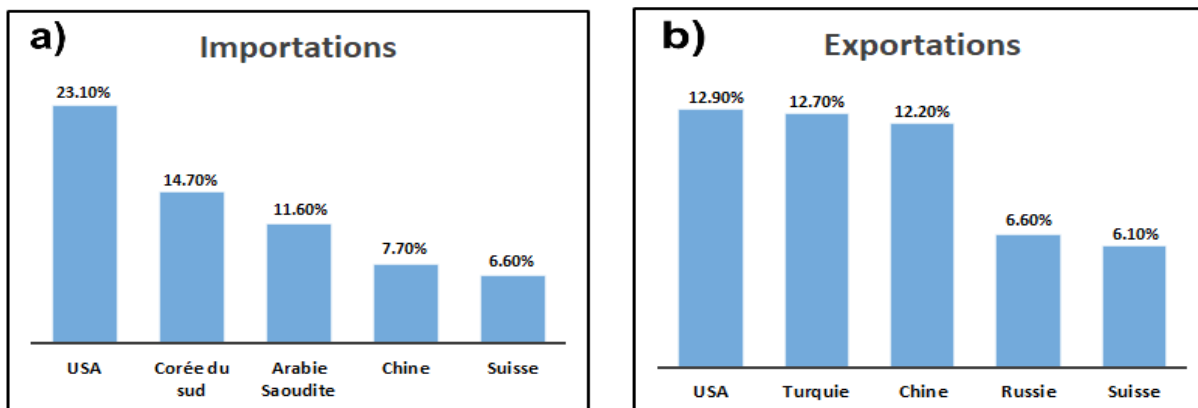 a)
Importations
23.10%
14.70%
11.60%
7.70%
6.60%
USA
Corée du
sud
Arabie
Saoudite
Chine
Suisse
b)
Exportations
12.90%
12.70%
12.20%
6.60%
6.10%
USA
Turquie
Chine
Russie
Suisse